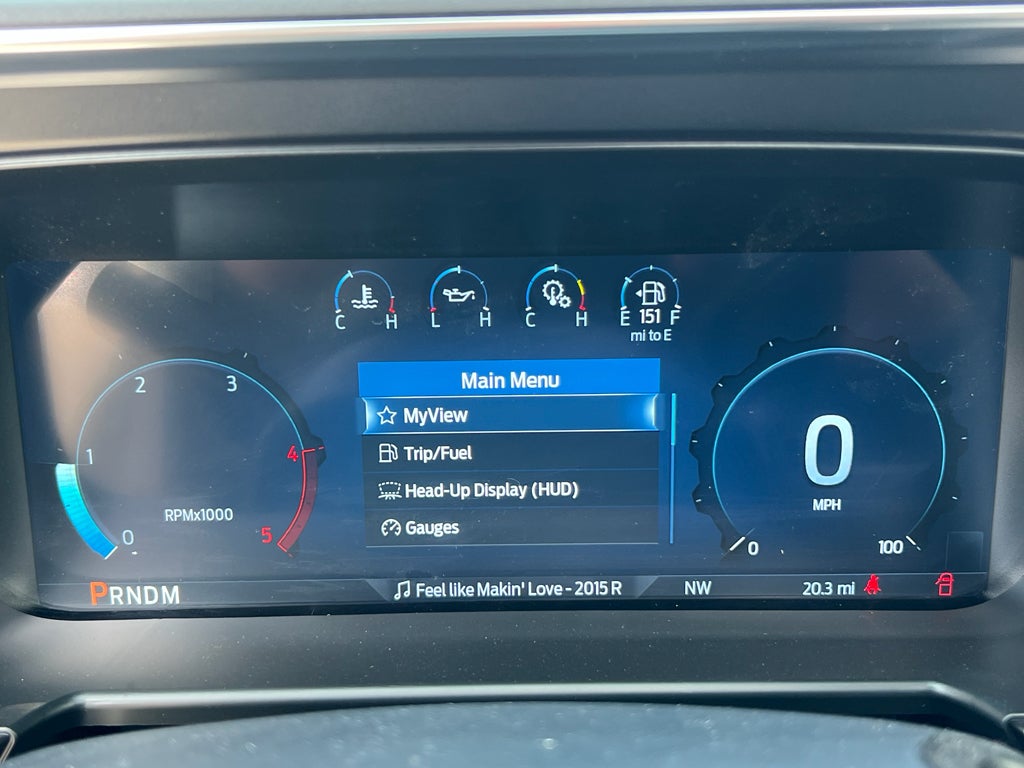 C H
L H
C H
E 151 F
mi to E
Main Menu
MyView
Trip/Fuel
Head-Up Display (HUD)
Gauges
0
1
2
3
4
5
RPMx1000
0
MPH
0
100
PRNDM
Feel like Makin' Love - 2015 R
NW
20.3 mi